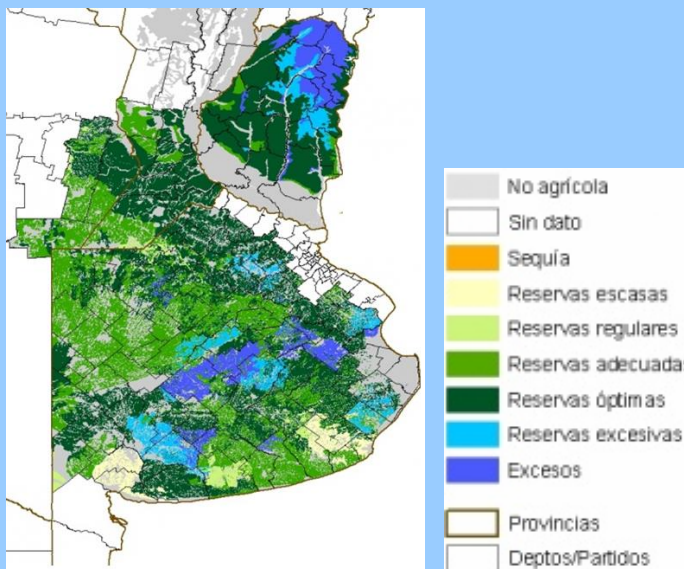 No agrícola
Sin dato
Sequía
Reservas escasas
Reservas regulares
Reservas adecuada
Reservas óptimas
Reservas excesivas
Excesos
Provincias
Deptos/Partidos